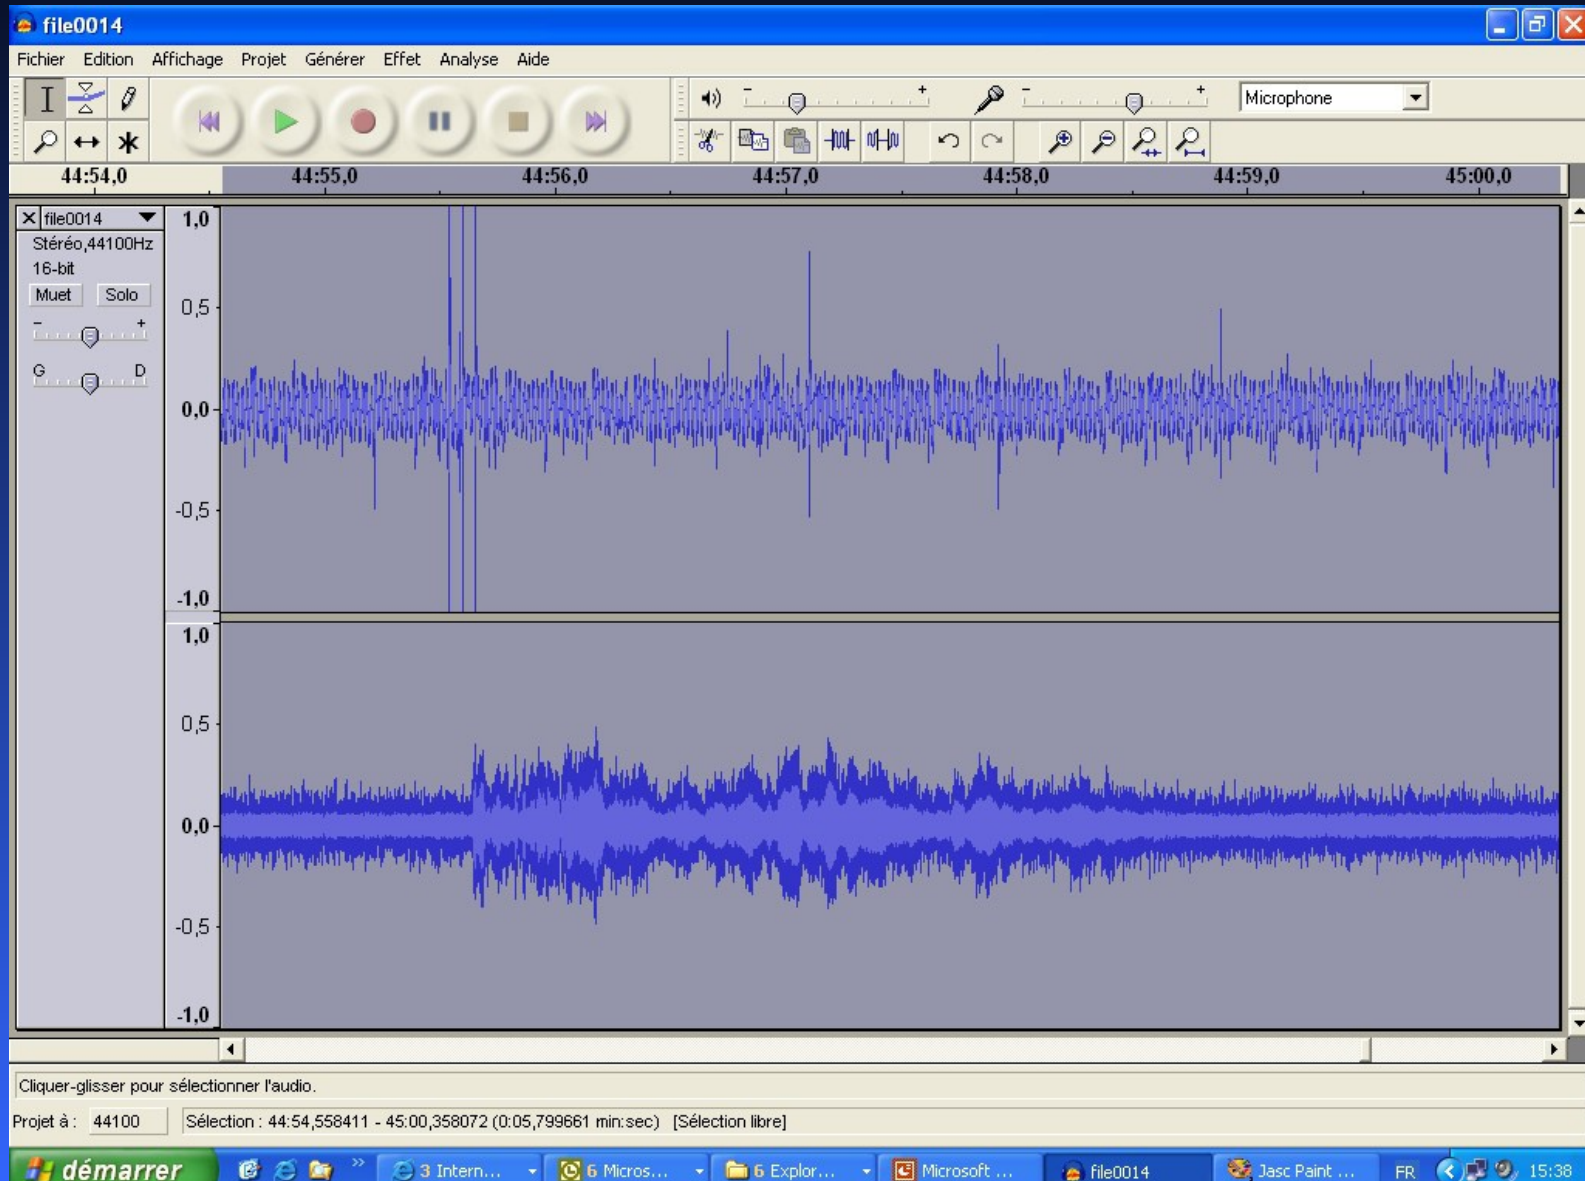 file0014
Fichier Edition Affichage Projet Générer Effet Analyse Aide
Microphone
44:54,0 44:55,0 44:56,0 44:57,0 44:58,0 44:59,0 45:00,0
file0014
Stéréo,44100Hz
16-bit
Muet Solo
- +
G D
1,0
0,5
0,0
-0,5
-1,0
1,0
0,5
0,0
-0,5
-1,0
Cliquer-glisser pour sélectionner l'audio.
Projet à : 44100 Sélection : 44:54,558411 - 45:00,358072 (0:05,799661 min:sec) [Sélection libre]
démarrer 3 Intern... 6 Micros... 6 Explor... Microsoft ... file0014 Jasc Paint ... FR 15:38